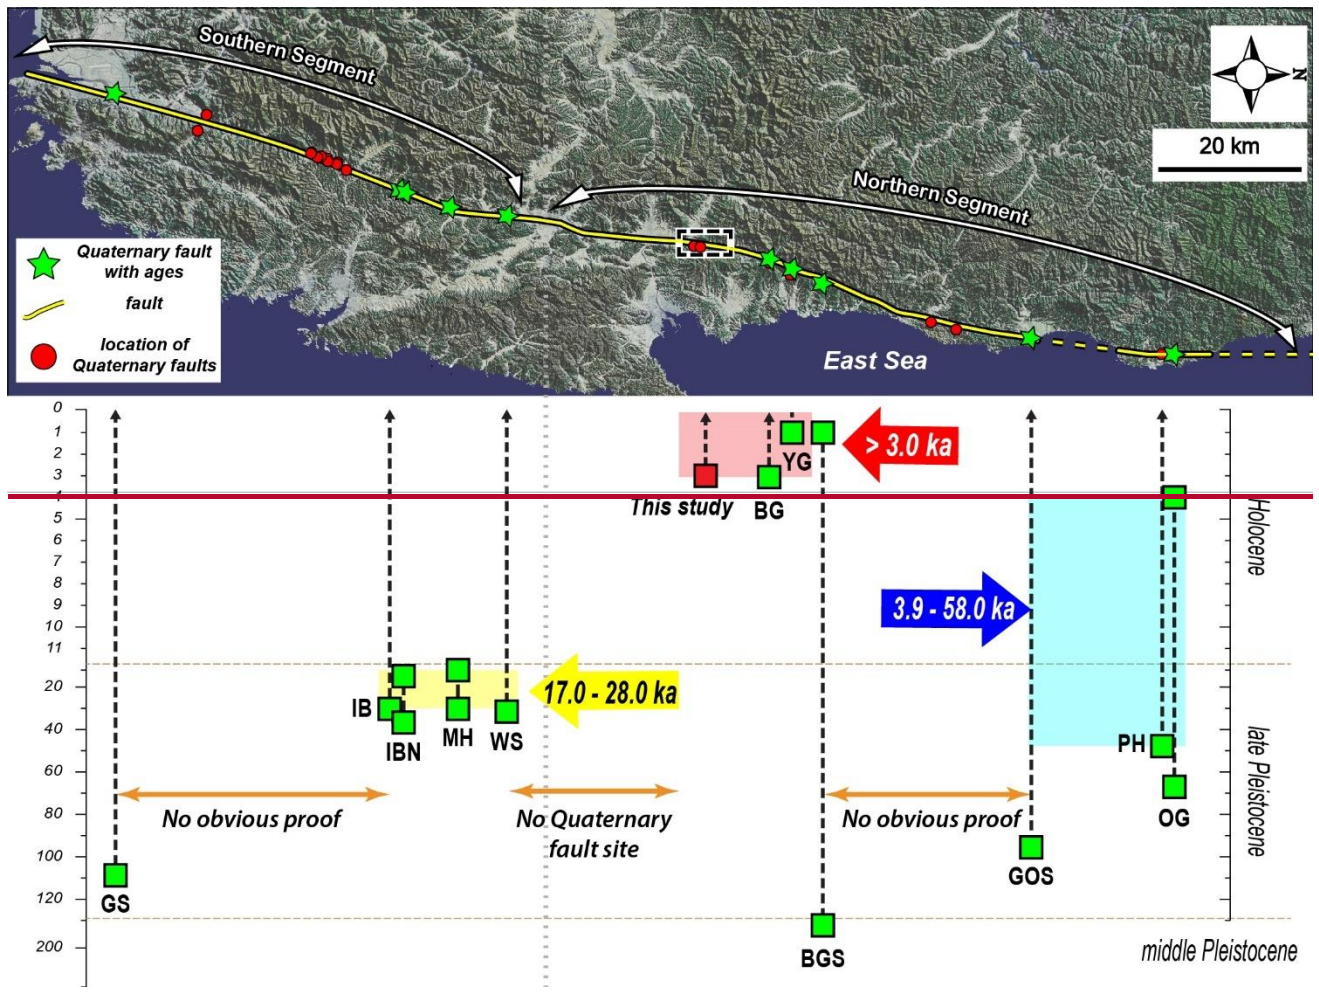 Southern Segment
N
20 km
Northern Segment
Quaternary fault
with ages
fault
location of
Quaternary faults
East Sea
0
1
2
3
4
5
6
7
8
9
10
11
20
40
60
80
100
120
200
> 3.0 ka
YG
This study
BG
Holocene
3.9 - 58.0 ka
17.0 - 28.0 ka
IB
IBN
MH
WS
PH
late Pleistocene
No obvious proof
No Quaternary
fault site
No obvious proof
OG
GS
GOS
BGS
middle Pleistocene